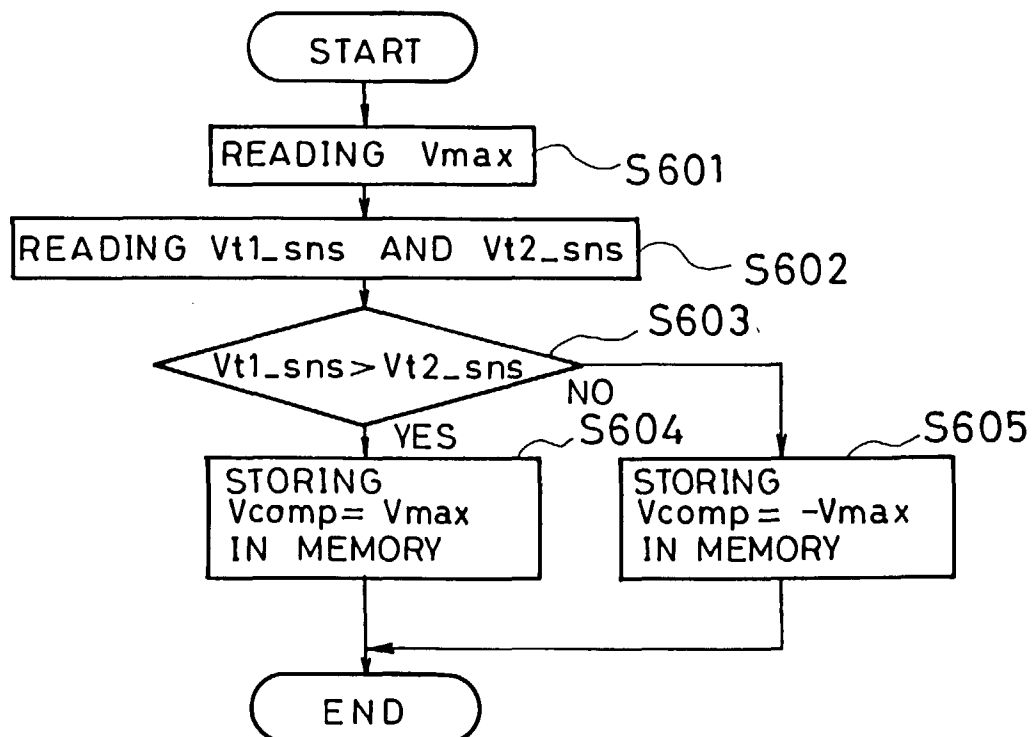 START
READING Vmax
S601
READING Vt1_sns AND Vt2_sns
S602
S603
Vt1_sns > Vt2_sns
NO
YES
S604
S605
STORING
Vcomp = Vmax
IN MEMORY
STORING
Vcomp = -Vmax
IN MEMORY
END